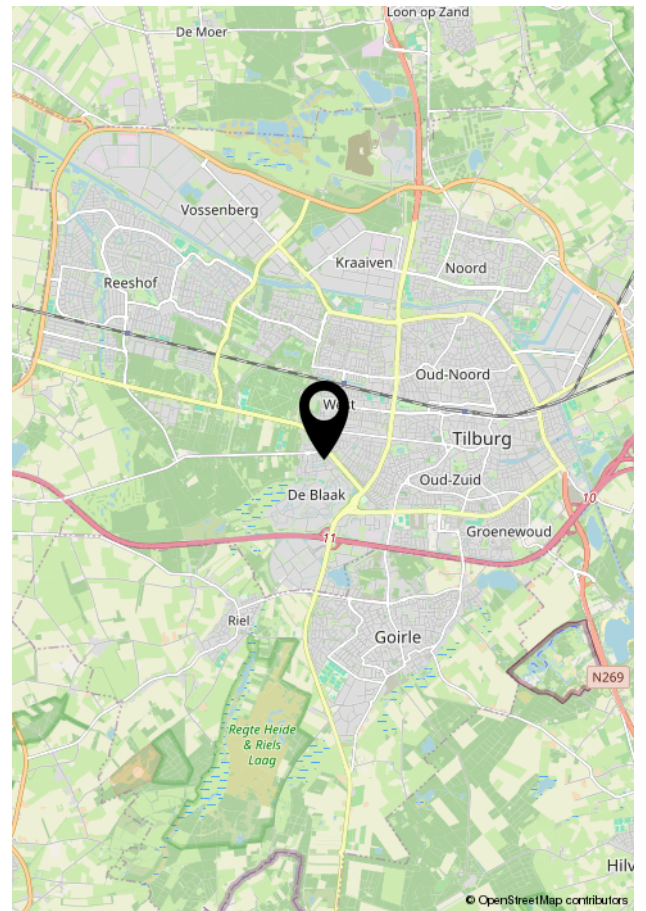 Loon op Zand
De Moer
Vossenberg
Kraaiven
Noord
Reeshof
Oud-Noord
West
Tilburg
Oud-Zuid
De Blaak
10
Groenewoud
11
Riel
Goirle
N269
Regte Heide
& Riels
Laag
Hilv
© OpenStreetMap contributors